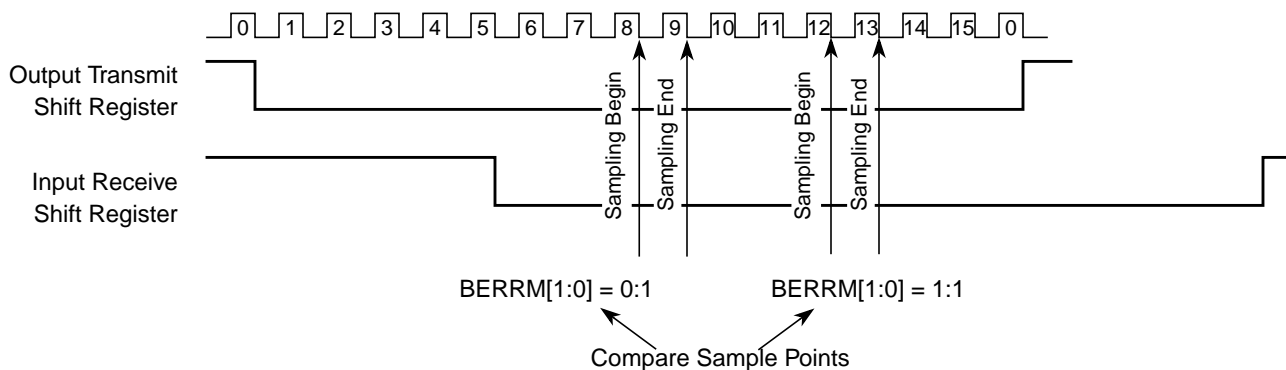 0 1 2 3 4 5 6 7 8 9 10 11 12 13 14 15 0
Output Transmit
Shift Register
Input Receive
Shift Register
Sampling Begin
Sampling End
Sampling Begin
Sampling End
BERRM[1:0] = 0:1
BERRM[1:0] = 1:1
Compare Sample Points